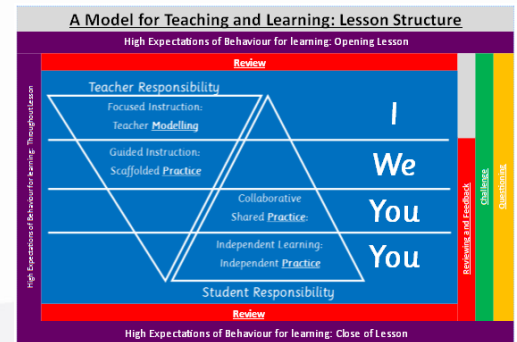 A Model for Teaching and Learning: Lesson Structure
High Expectations of Behaviour for learning: Opening Lesson
Review
High Expectations of Behaviour for learning: Throughout Lesson
Teacher Responsibility
Focused Instruction:
Teacher Modelling
I
Guided Instruction:
Scaffolded Practice
We
Collaborative
Shared Practice:
You
Independent Learning:
Independent Practice
You
Student Responsibility
Reviewing and Feedback
Challenge
Questioning
Review
High Expectations of Behaviour for learning: Close of Lesson